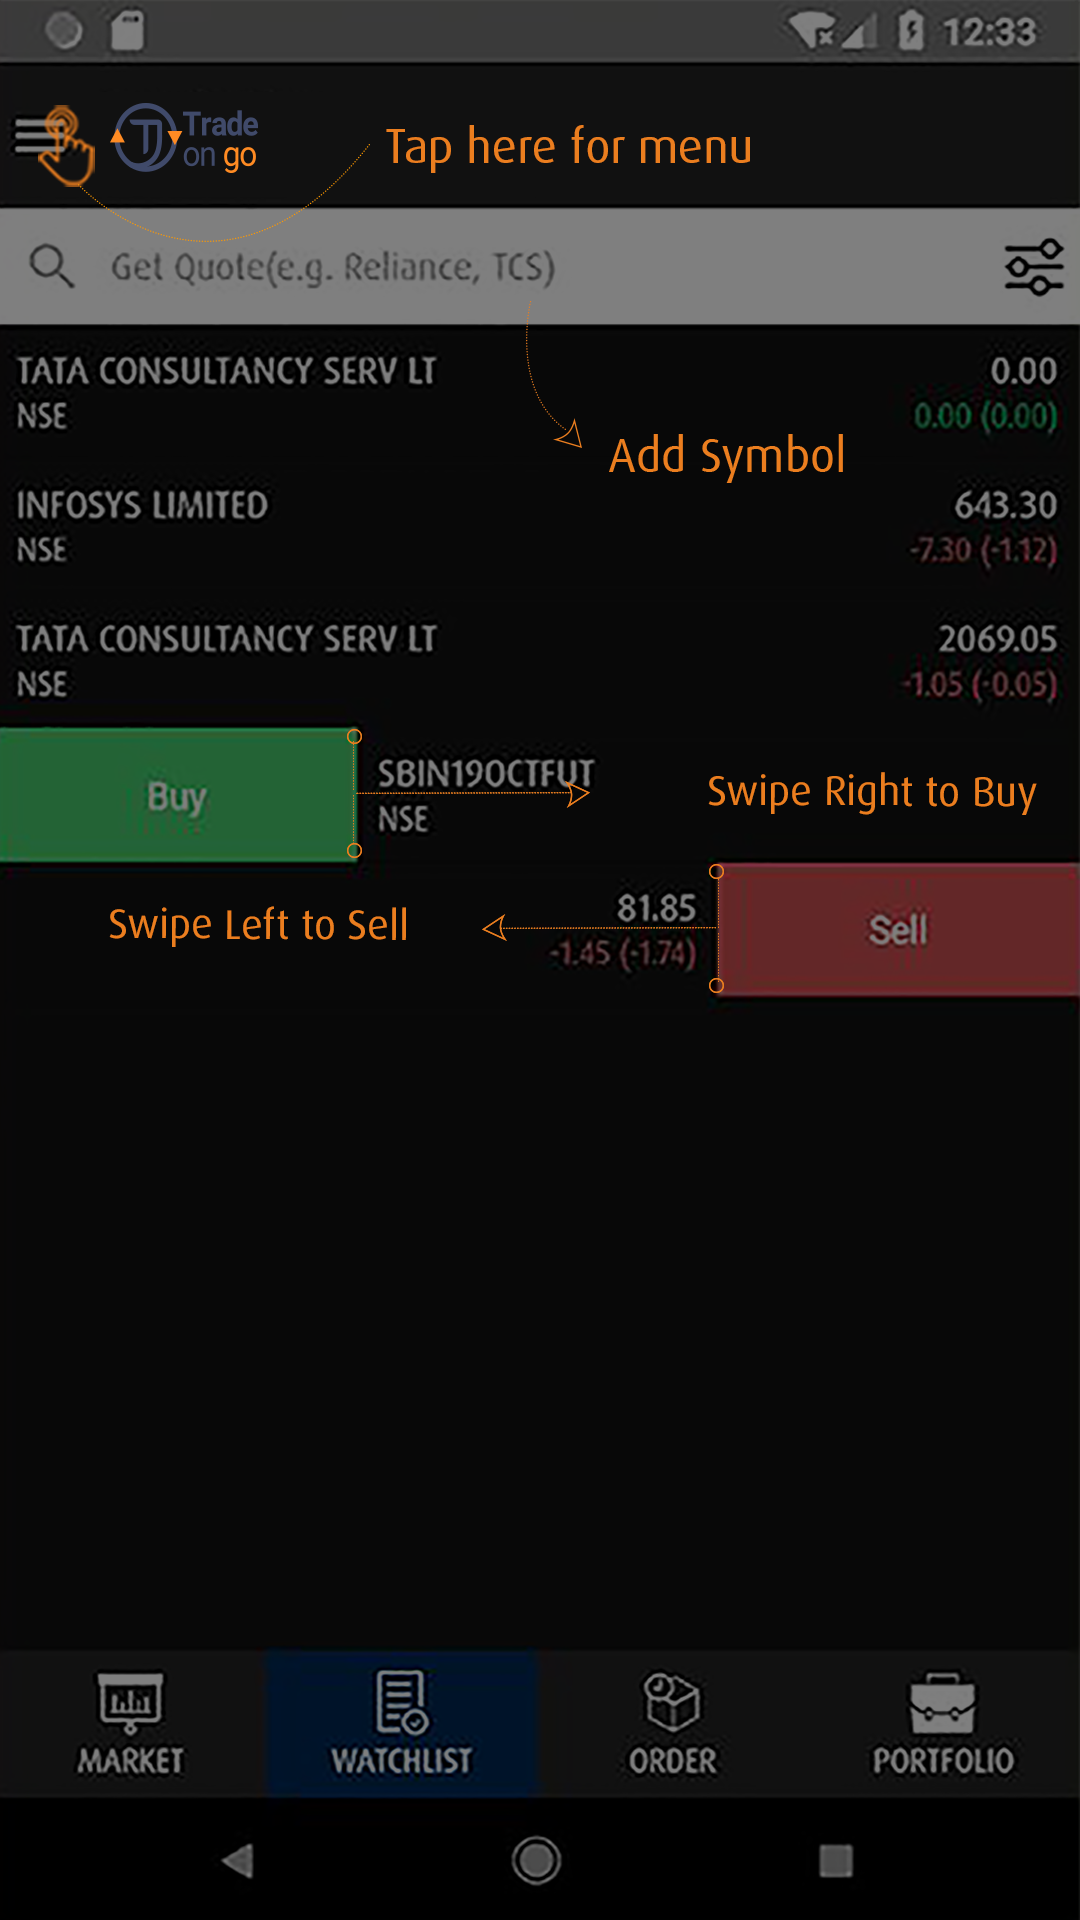 12:33
Trade
on go
Tap here for menu
Get Quote(e.g. Reliance, TCS)
TATA CONSULTANCY SERV LT
0.00
NSE
0.00 (0.00)
Add Symbol
INFOSYS LIMITED
643.30
NSE
-7.30 (-1.12)
TATA CONSULTANCY SERV LT
2069.05
NSE
-1.05 (-0.05)
Buy
SBIN19OCTFUT
NSE
Swipe Right to Buy
Swipe Left to Sell
81.85
-1.45 (-1.74)
Sell
MARKET
WATCHLIST
ORDER
PORTFOLIO